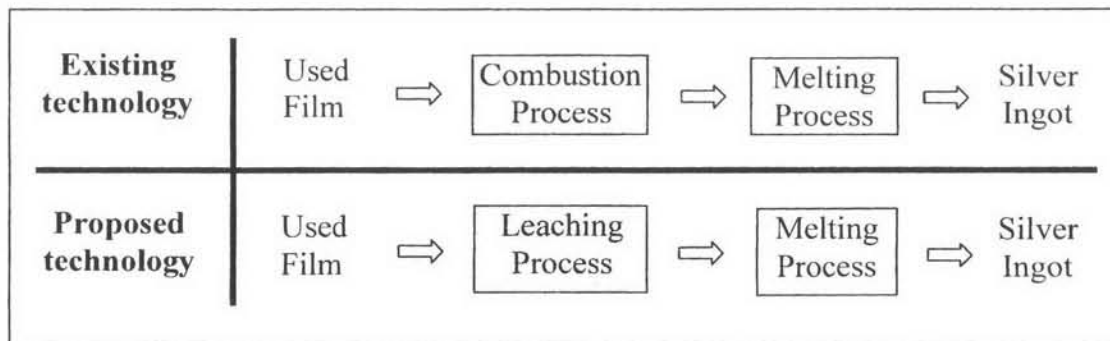 Existing technology
Used Film
Combustion Process
Melting Process
Silver Ingot
Proposed technology
Used Film
Leaching Process
Melting Process
Silver Ingot